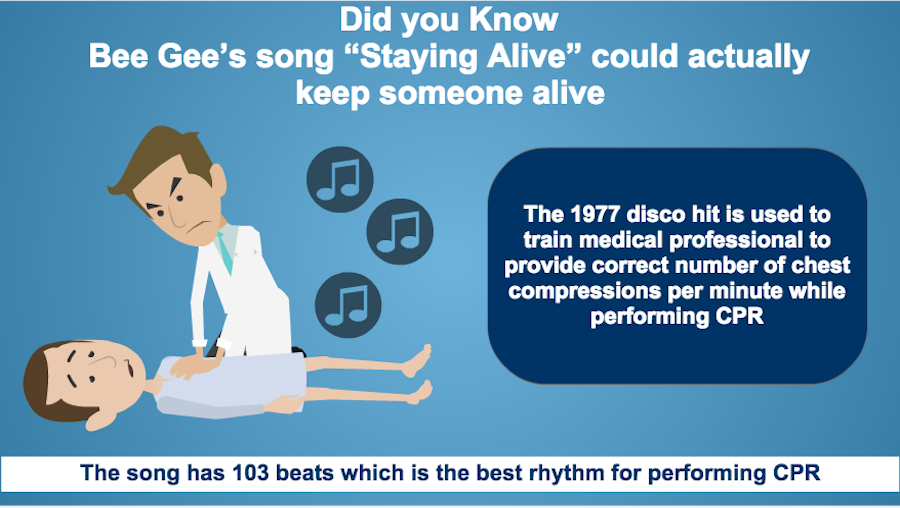 Did you Know
Bee Gee’s song “Staying Alive” could actually
keep someone alive
The 1977 disco hit is used to
train medical professional to
provide correct number of chest
compressions per minute while
performing CPR
The song has 103 beats which is the best rhythm for performing CPR